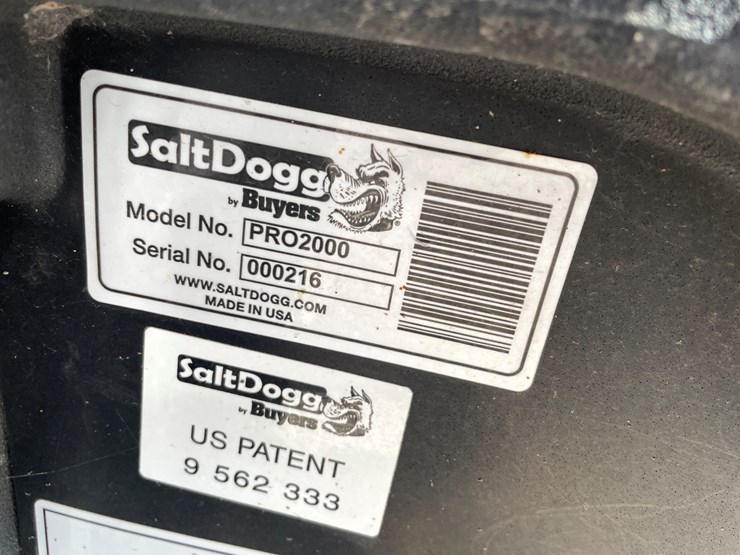 SaltDogg
by Buyers
Model No. PRO2000
Serial No. 000216
WWW.SALTDOGG.COM
MADE IN USA
SaltDogg
by Buyers
US PATENT
9 562 333